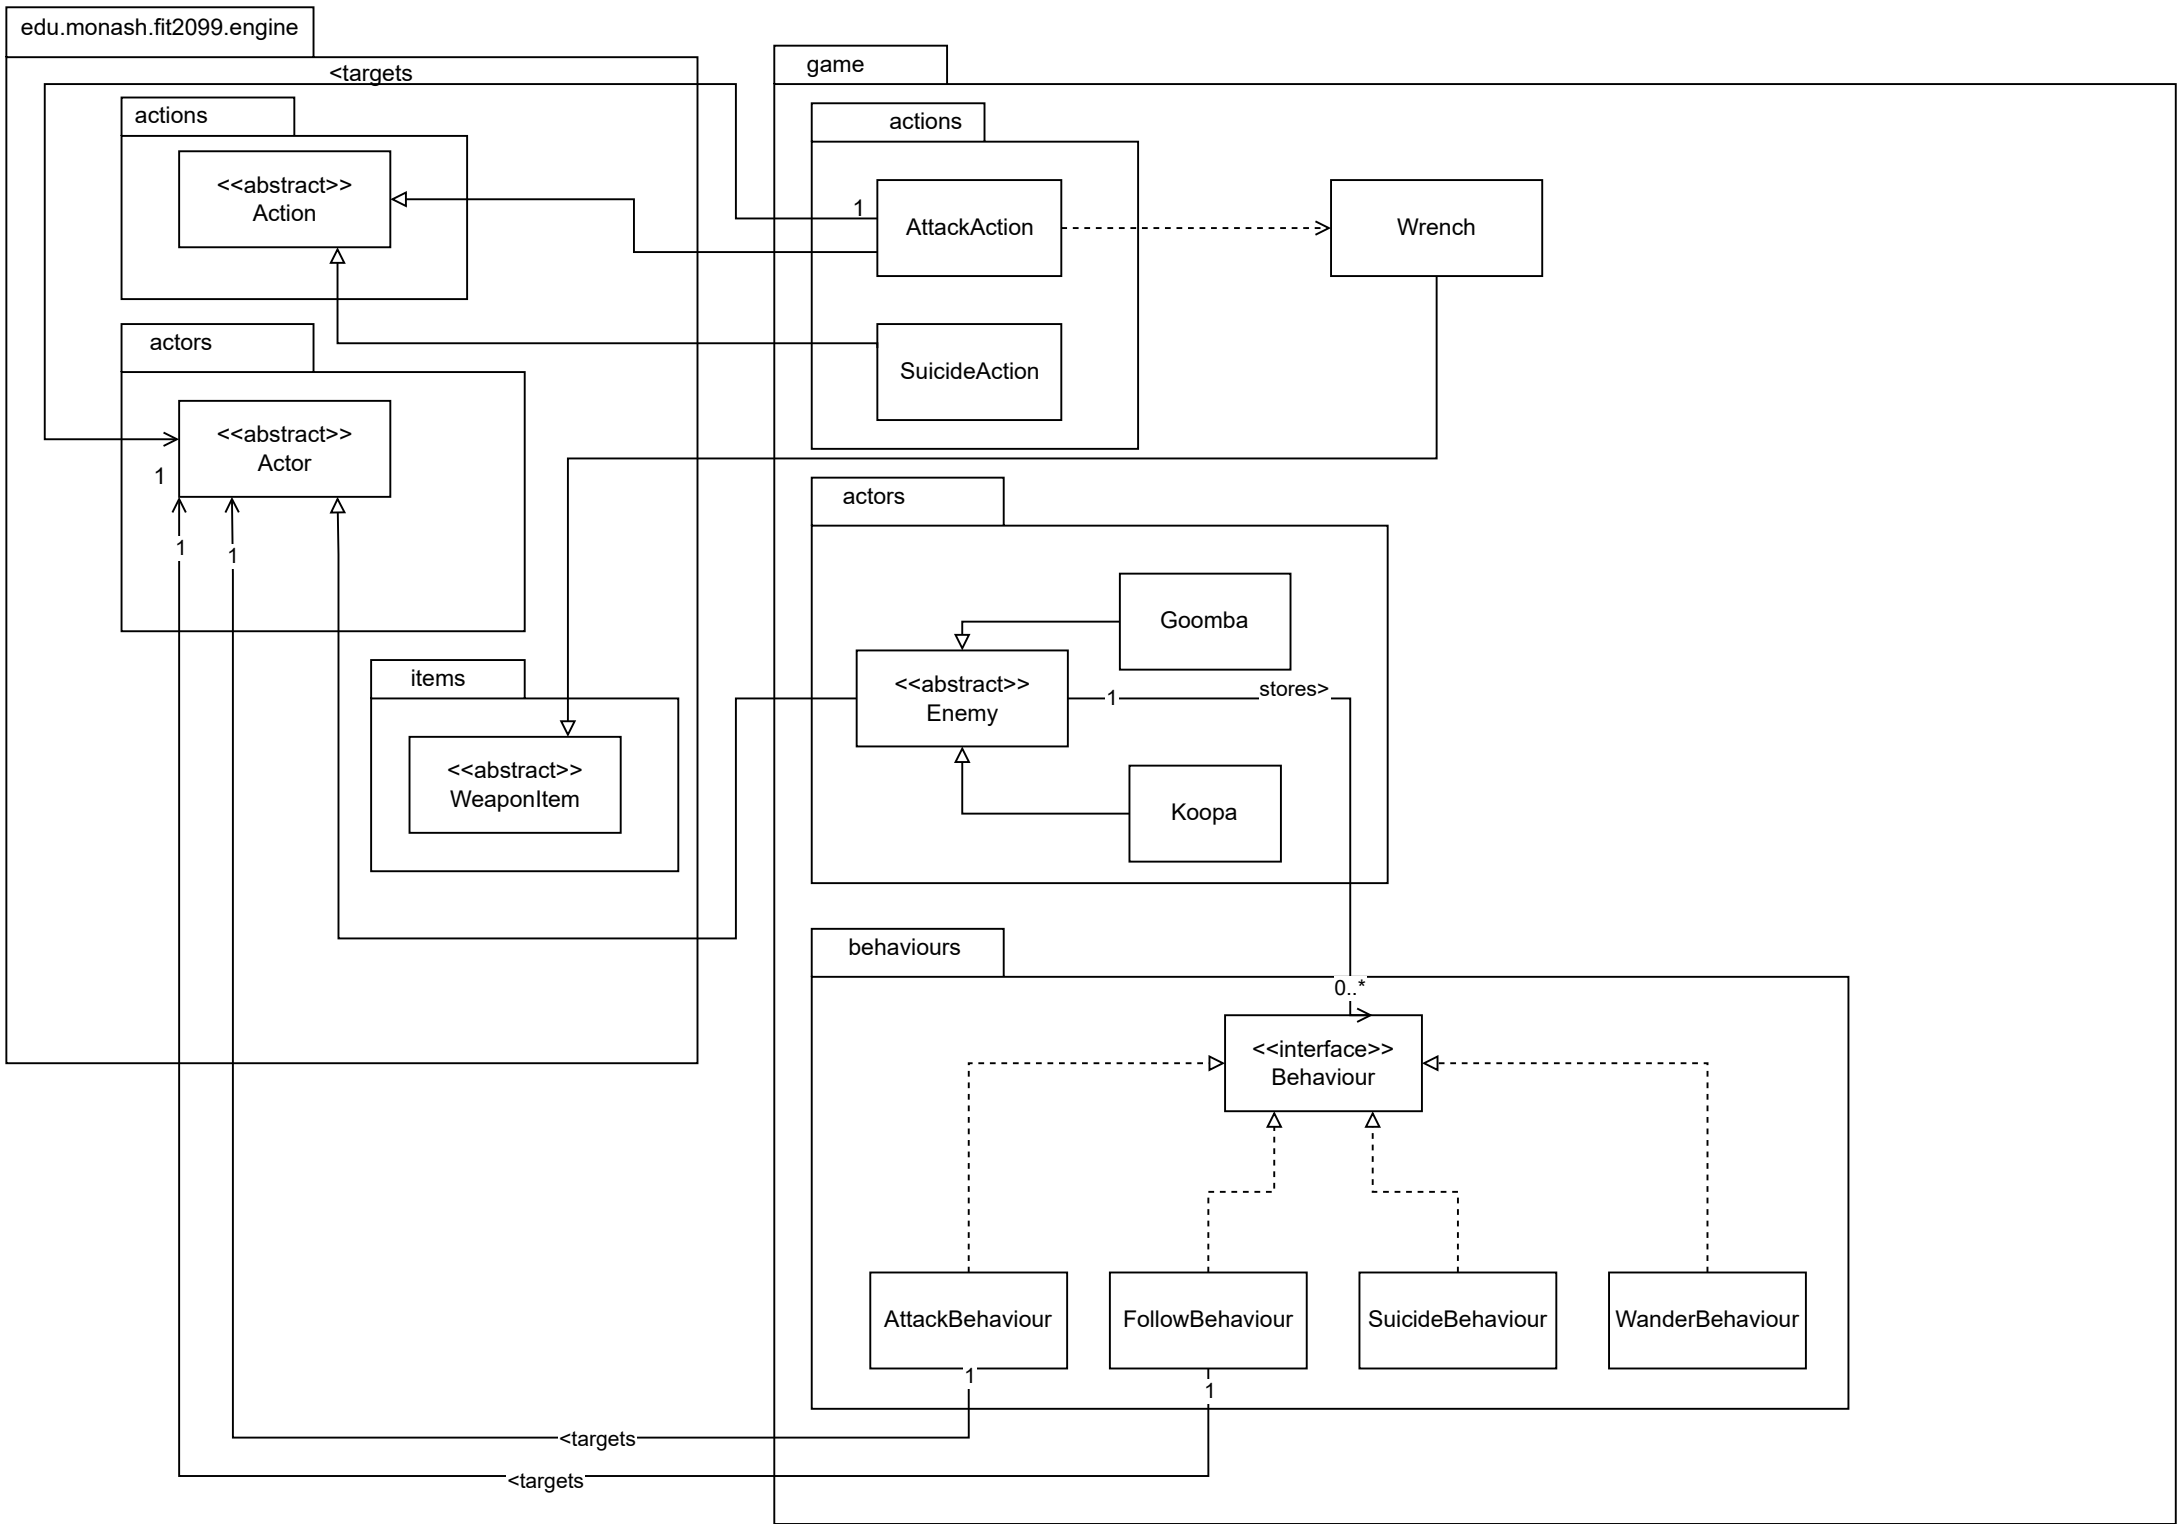 edu.monash.fit2099.engine
<targets
actions
<<abstract>>
Action
actors
<<abstract>>
Actor
1
1
1
items
<<abstract>>
WeaponItem
game
actions
1
AttackAction
Wrench
SuicideAction
actors
Goomba
<<abstract>>
Enemy
1
stores>
Koopa
behaviours
0..*
<<interface>>
Behaviour
AttackBehaviour
FollowBehaviour
SuicideBehaviour
WanderBehaviour
1
1
<targets
<targets